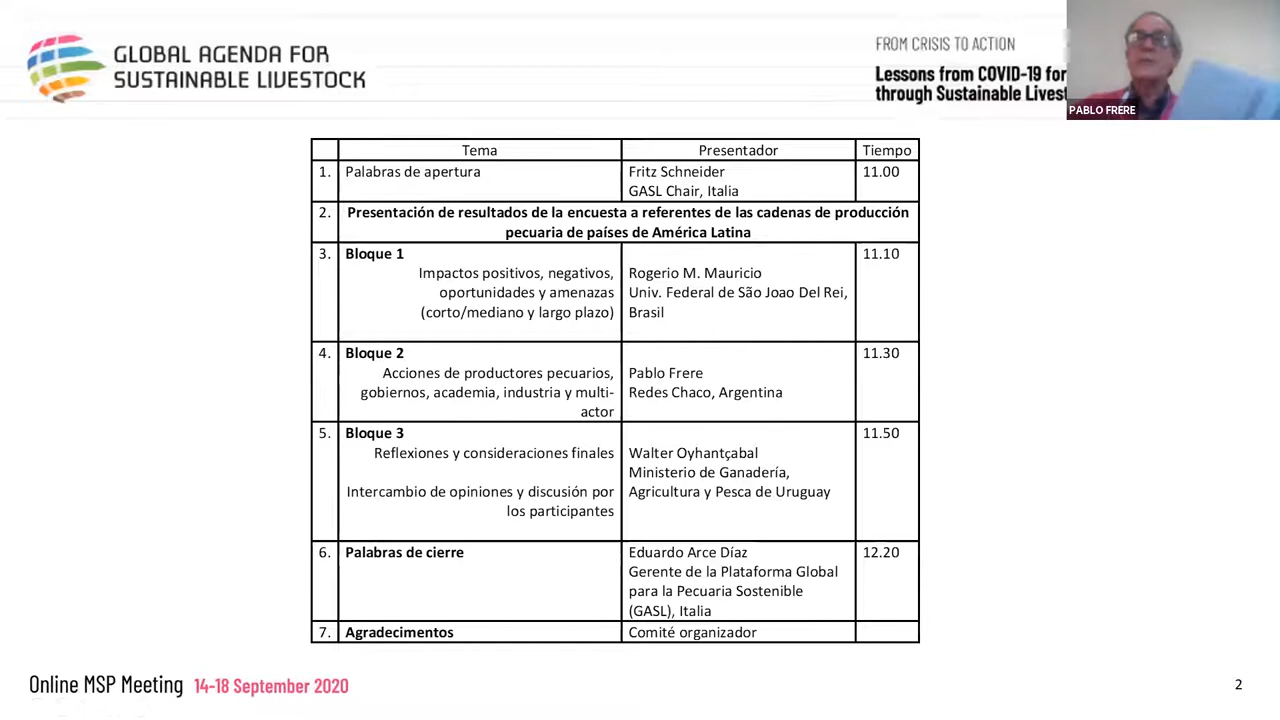 GLOBAL AGENDA FOR
SUSTAINABLE LIVESTOCK
FROM CRISIS TO ACTION
Lessons from COVID-19 for
through Sustainable
PABLO FRERE
Tema Presentador Tiempo
1. Palabras de apertura Fritz Schneider 11.00
GASL Chair, Italia
2. Presentación de resultados de la encuesta a referentes de las cadenas de producción
pecuaria de países de América Latina
3. Bloque 1 11.10
Impactos positivos, negativos, Rogerio M. Mauricio
oportunidades y amenazas Univ. Federal de São Joao Del Rei,
(corto/mediano y largo plazo) Brasil
4. Bloque 2 11.30
Acciones de productores pecuarios, Pablo Frere
gobiernos, academia, industria y multi- Redes Chaco, Argentina
actor
5. Bloque 3 11.50
Reflexiones y consideraciones finales Walter Oyhantçabal
Ministerio de Ganadería,
Intercambio de opiniones y discusión por Agricultura y Pesca de Uruguay
los participantes
6. Palabras de cierre Eduardo Arce Díaz 12.20
Gerente de la Plataforma Global
para la Pecuaria Sostenible
(GASL), Italia
7. Agradecimientos Comité organizador
Online MSP Meeting 14-18 September 2020
2